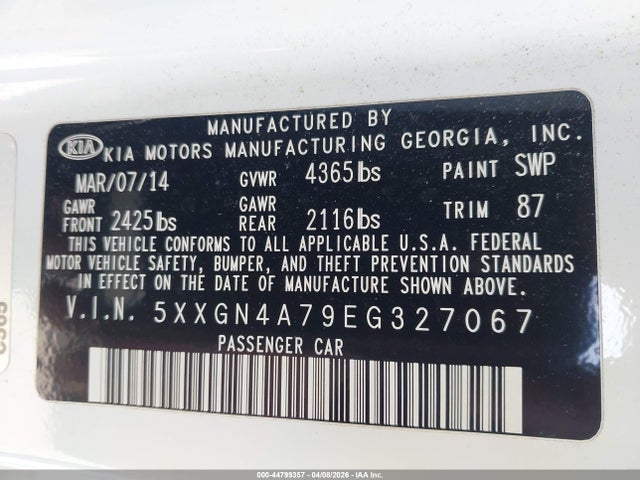 MANUFACTURED BY
KIA KIA MOTORS MANUFACTURING GEORGIA, INC.
MAR/07/14 GVWR 4365lbs PAINT SWP
GAWR FRONT 2425lbs GAWR REAR 2116lbs TRIM 87
THIS VEHICLE CONFORMS TO ALL APPLICABLE U.S.A. FEDERAL
MOTOR VEHICLE SAFETY, BUMPER, AND THEFT PREVENTION STANDARDS
IN EFFECT ON THE DATE OF MANUFACTURE SHOWN ABOVE.
V.I.N. 5XXGN4A79EG327067
PASSENGER CAR
000-44799357 - 04/08/2026 - IAA Inc.